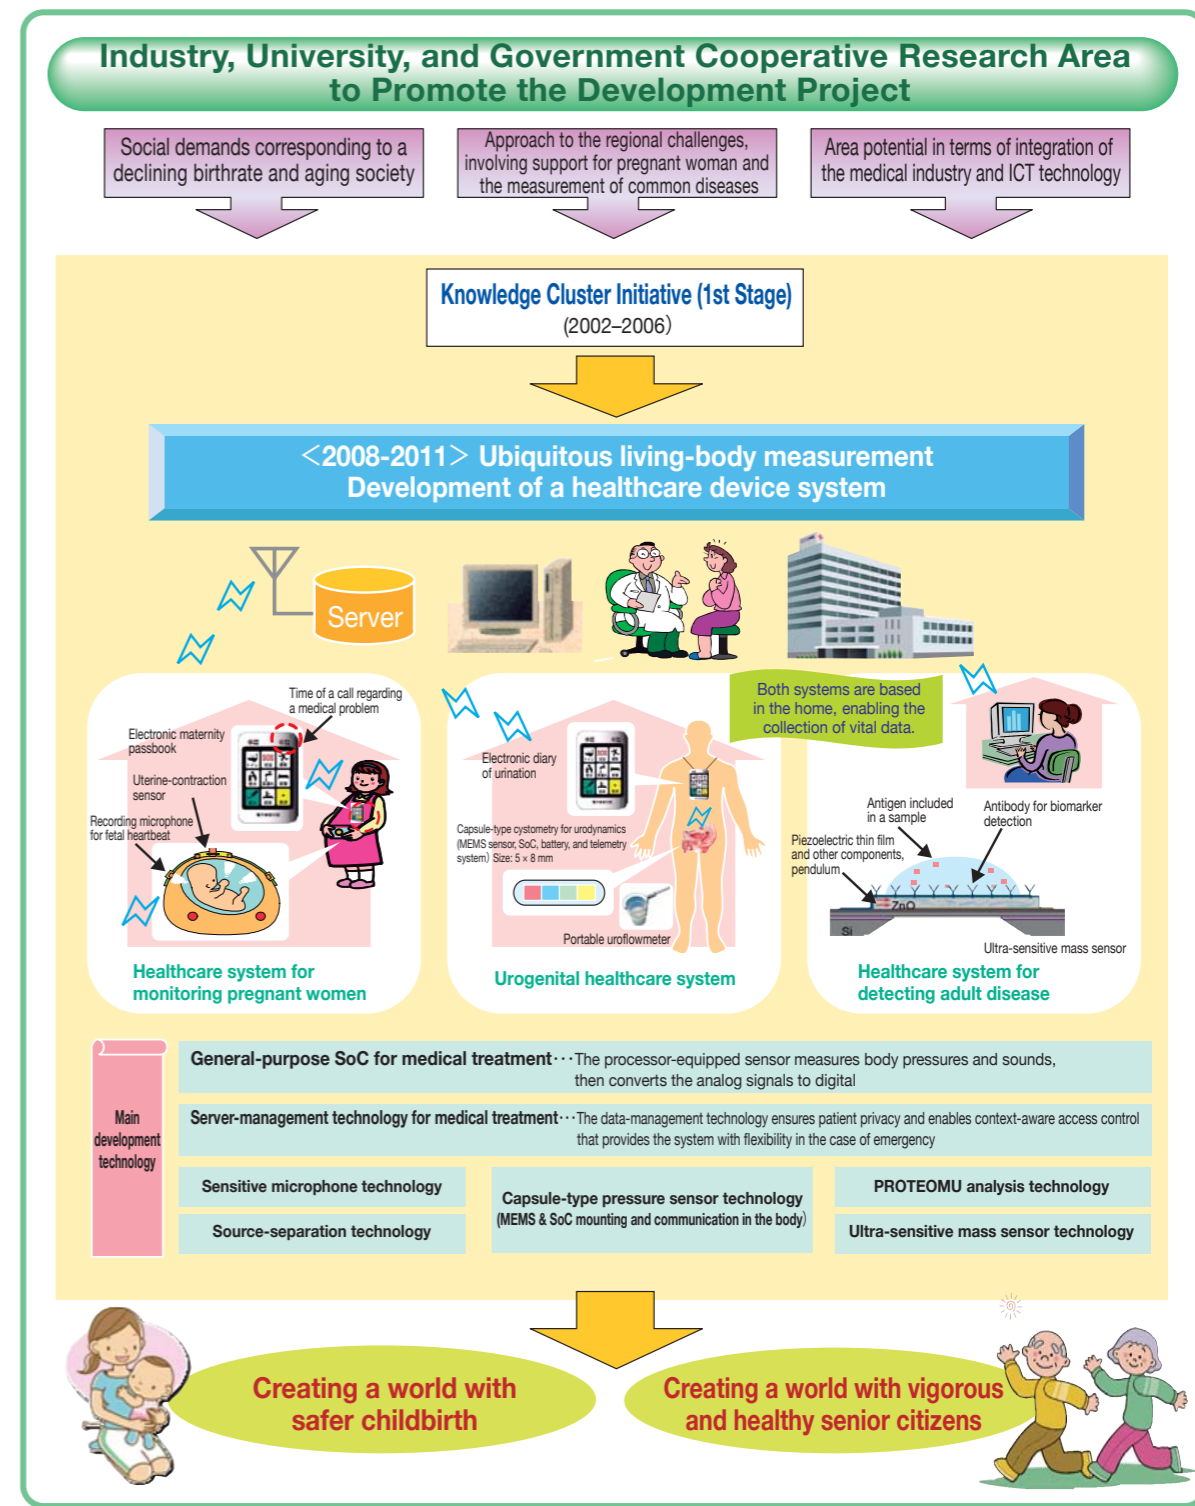 Industry, University, and Government Cooperative Research Area
to Promote the Development Project
Social demands corresponding to a
declining birthrate and aging society
Approach to the regional challenges,
involving support for pregnant woman and
the measurement of common diseases
Area potential in terms of integration of
the medical industry and ICT technology
Knowledge Cluster Initiative (1st Stage)
(2002–2006)
<2008-2011> Ubiquitous living-body measurement
Development of a healthcare device system
Server
Time of a call regarding
a medical problem
Electronic maternity
passbook
Uterine-contraction
sensor
Recording microphone
for fetal heartbeat
SOS
Healthcare system for
monitoring pregnant women
Electronic diary
of urination
Capsule-type cystometry for urodynamics
(MEMS sensor, SoC, battery, and telemetry
system) Size: 5 × 8 mm
Portable uroflowmeter
Urogenital healthcare system
Both systems are based
in the home, enabling the
collection of vital data.
Antigen included
in a sample
Antibody for biomarker
detection
Piezoelectric thin film
and other components,
pendulum
ZnO
Si
Ultra-sensitive mass sensor
Healthcare system for
detecting adult disease
Main
development
technology
General-purpose SoC for medical treatment···The processor-equipped sensor measures body pressures and sounds,
then converts the analog signals to digital
Server-management technology for medical treatment···The data-management technology ensures patient privacy and enables context-aware access control
that provides the system with flexibility in the case of emergency
Sensitive microphone technology
Source-separation technology
Capsule-type pressure sensor technology
(MEMS & SoC mounting and communication in the body)
PROTEOMU analysis technology
Ultra-sensitive mass sensor technology
Creating a world with
safer childbirth
Creating a world with vigorous
and healthy senior citizens